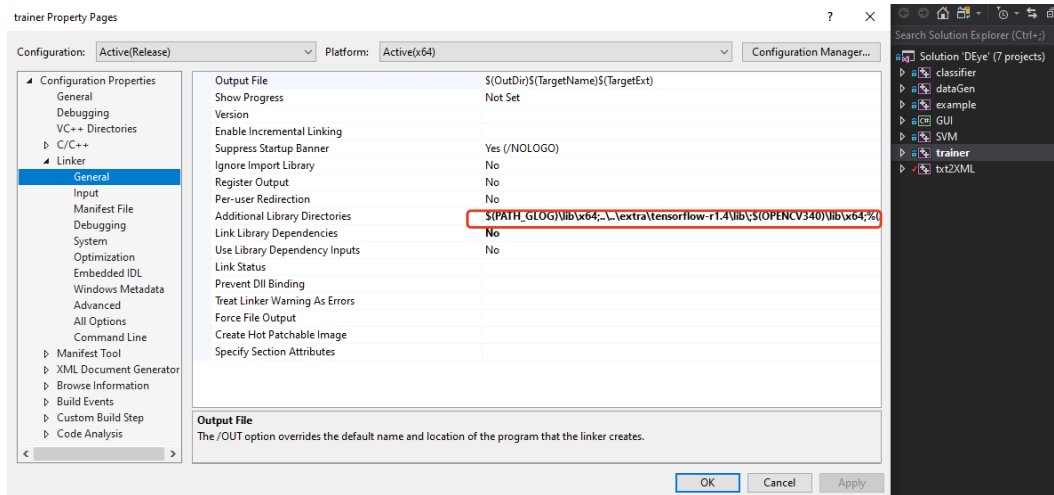 trainer Property Pages
? ×
Configuration: Active(Release) Platform: Active(x64) Configuration Manager...
Configuration Properties
General
Debugging
VC++ Directories
C/C++
Linker
General
Input
Manifest File
Debugging
System
Optimization
Embedded IDL
Windows Metadata
Advanced
All Options
Command Line
Manifest Tool
XML Document Generator
Browse Information
Build Events
Custom Build Step
Code Analysis
Output File $(OutDir)$(TargetName)$(TargetExt)
Show Progress Not Set
Version
Enable Incremental Linking
Suppress Startup Banner Yes (/NOLOGO)
Ignore Import Library No
Register Output No
Per-user Redirection No
Additional Library Directories $(PATH_GLOG)\lib\x64;..\..\extra\tensorflow-r1.4\lib\;$(OPENCV340)\lib\x64;%(
Link Library Dependencies No
Use Library Dependency Inputs No
Link Status
Prevent Dll Binding
Treat Linker Warning As Errors
Force File Output
Create Hot Patchable Image
Specify Section Attributes
Output File
The /OUT option overrides the default name and location of the program that the linker creates.
OK Cancel Apply
Search Solution Explorer (Ctrl+;)
Solution 'DEye' (7 projects)
classifier
dataGen
example
C# GUI
SVM
trainer
txt2XML